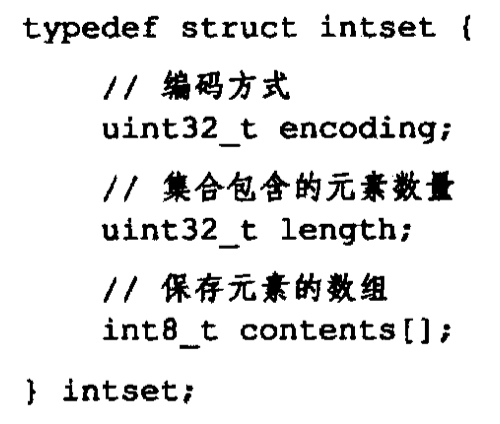 typedef struct intset {
// 编码方式
uint32_t encoding;
// 集合包含的元素数量
uint32_t length;
// 保存元素的数组
int8_t contents[];
} intset;